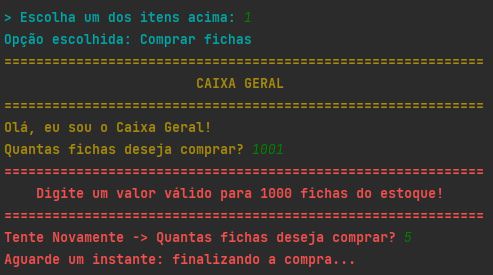 > Escolha um dos itens acima: 1
Opção escolhida: Comprar fichas
============================================================
CAIXA GERAL
============================================================
Olá, eu sou o Caixa Geral!
Quantas fichas deseja comprar? 1001
============================================================
Digite um valor válido para 1000 fichas do estoque!
============================================================
Tente Novamente -> Quantas fichas deseja comprar? 5
Aguarde um instante: finalizando a compra...